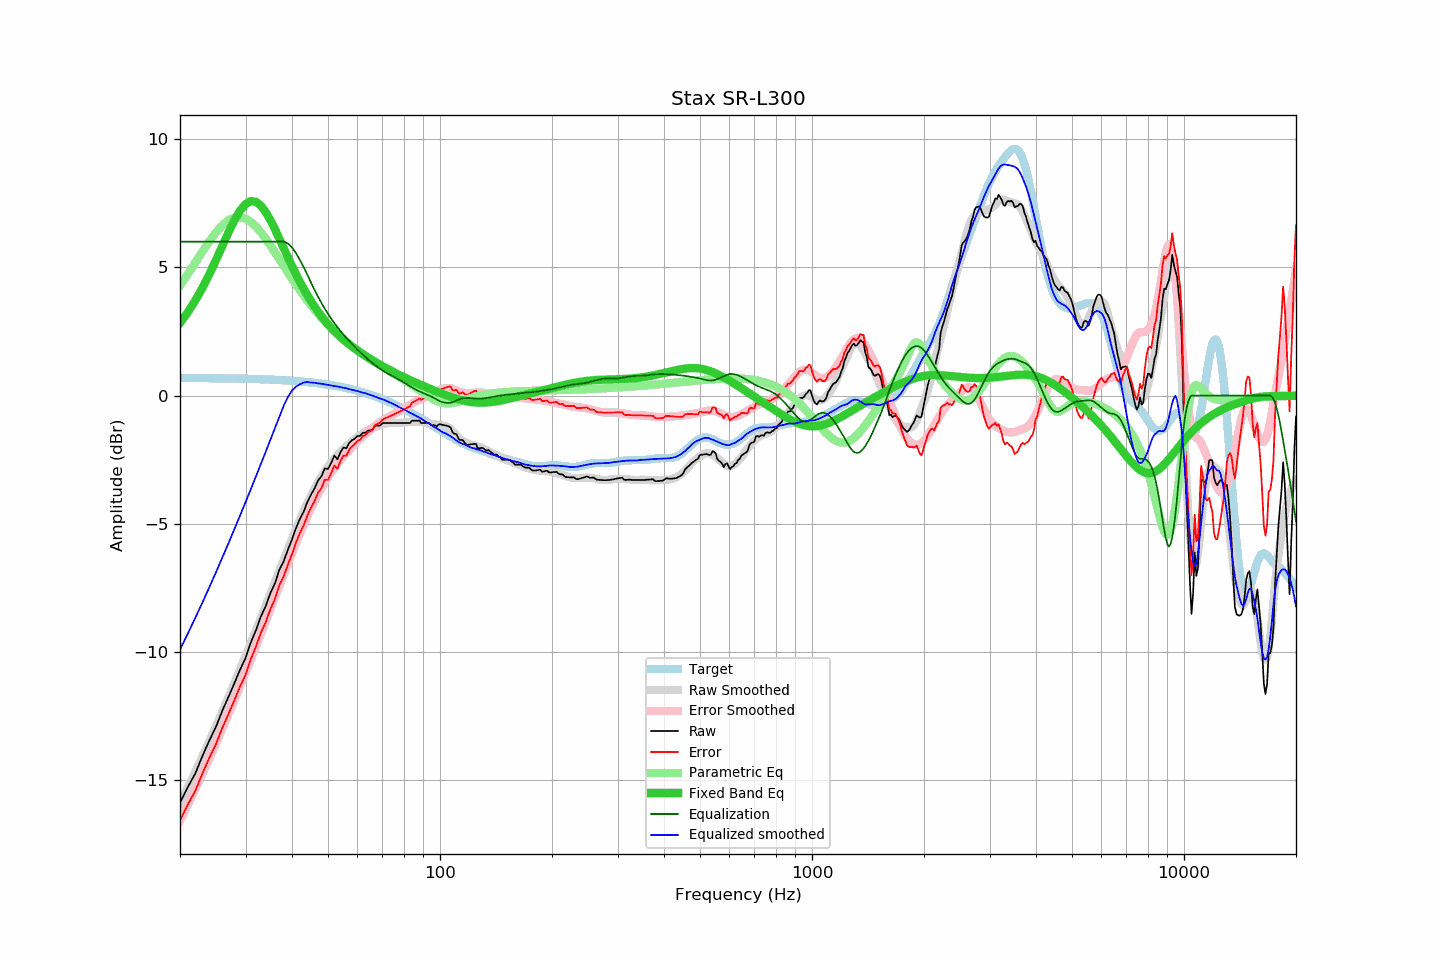 Stax SR-L300
10
5
0
−5
−10
−15
Amplitude (dBr)
Target
Raw Smoothed
Error Smoothed
Raw
Error
Parametric Eq
Fixed Band Eq
Equalization
Equalized smoothed
100 1000 10000
Frequency (Hz)